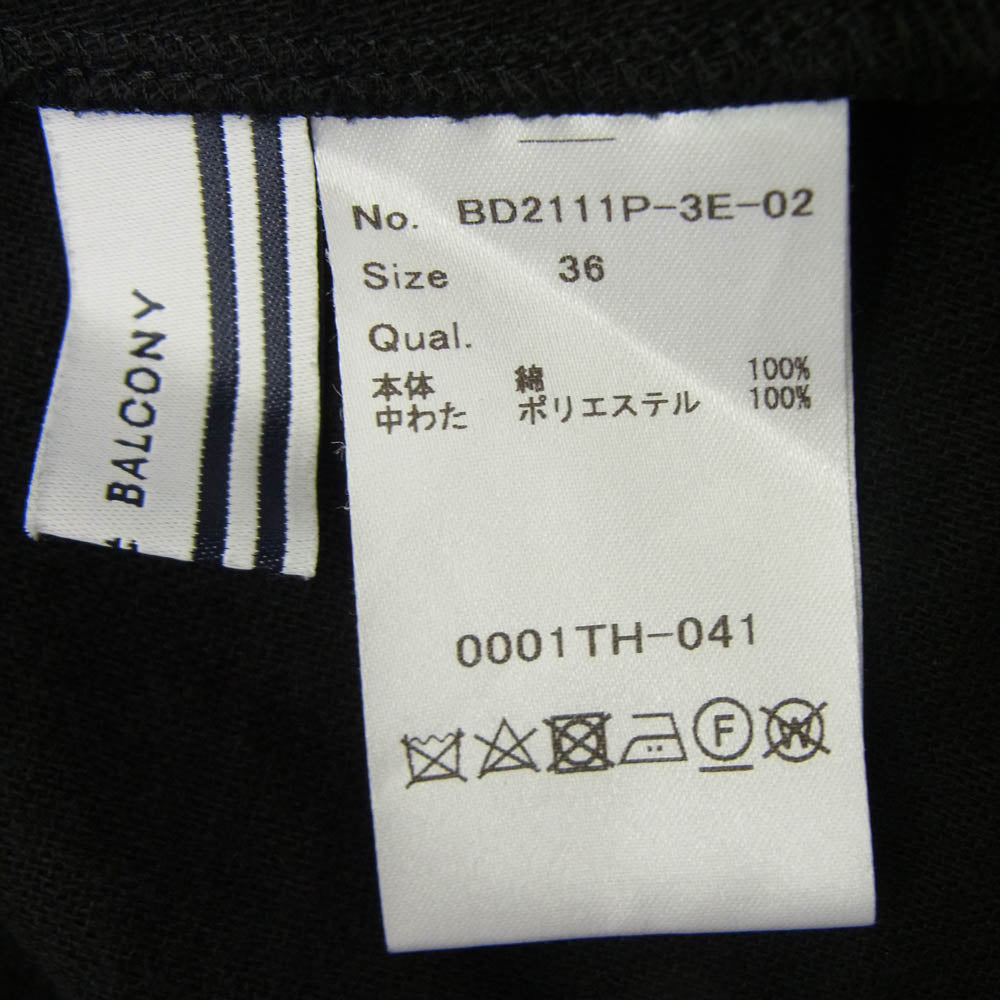 BALCONY
No. BD2111P-3E-02
Size 36
Qual.
本体 綿 100%
中わた ポリエステル 100%
0001TH-041
F
W